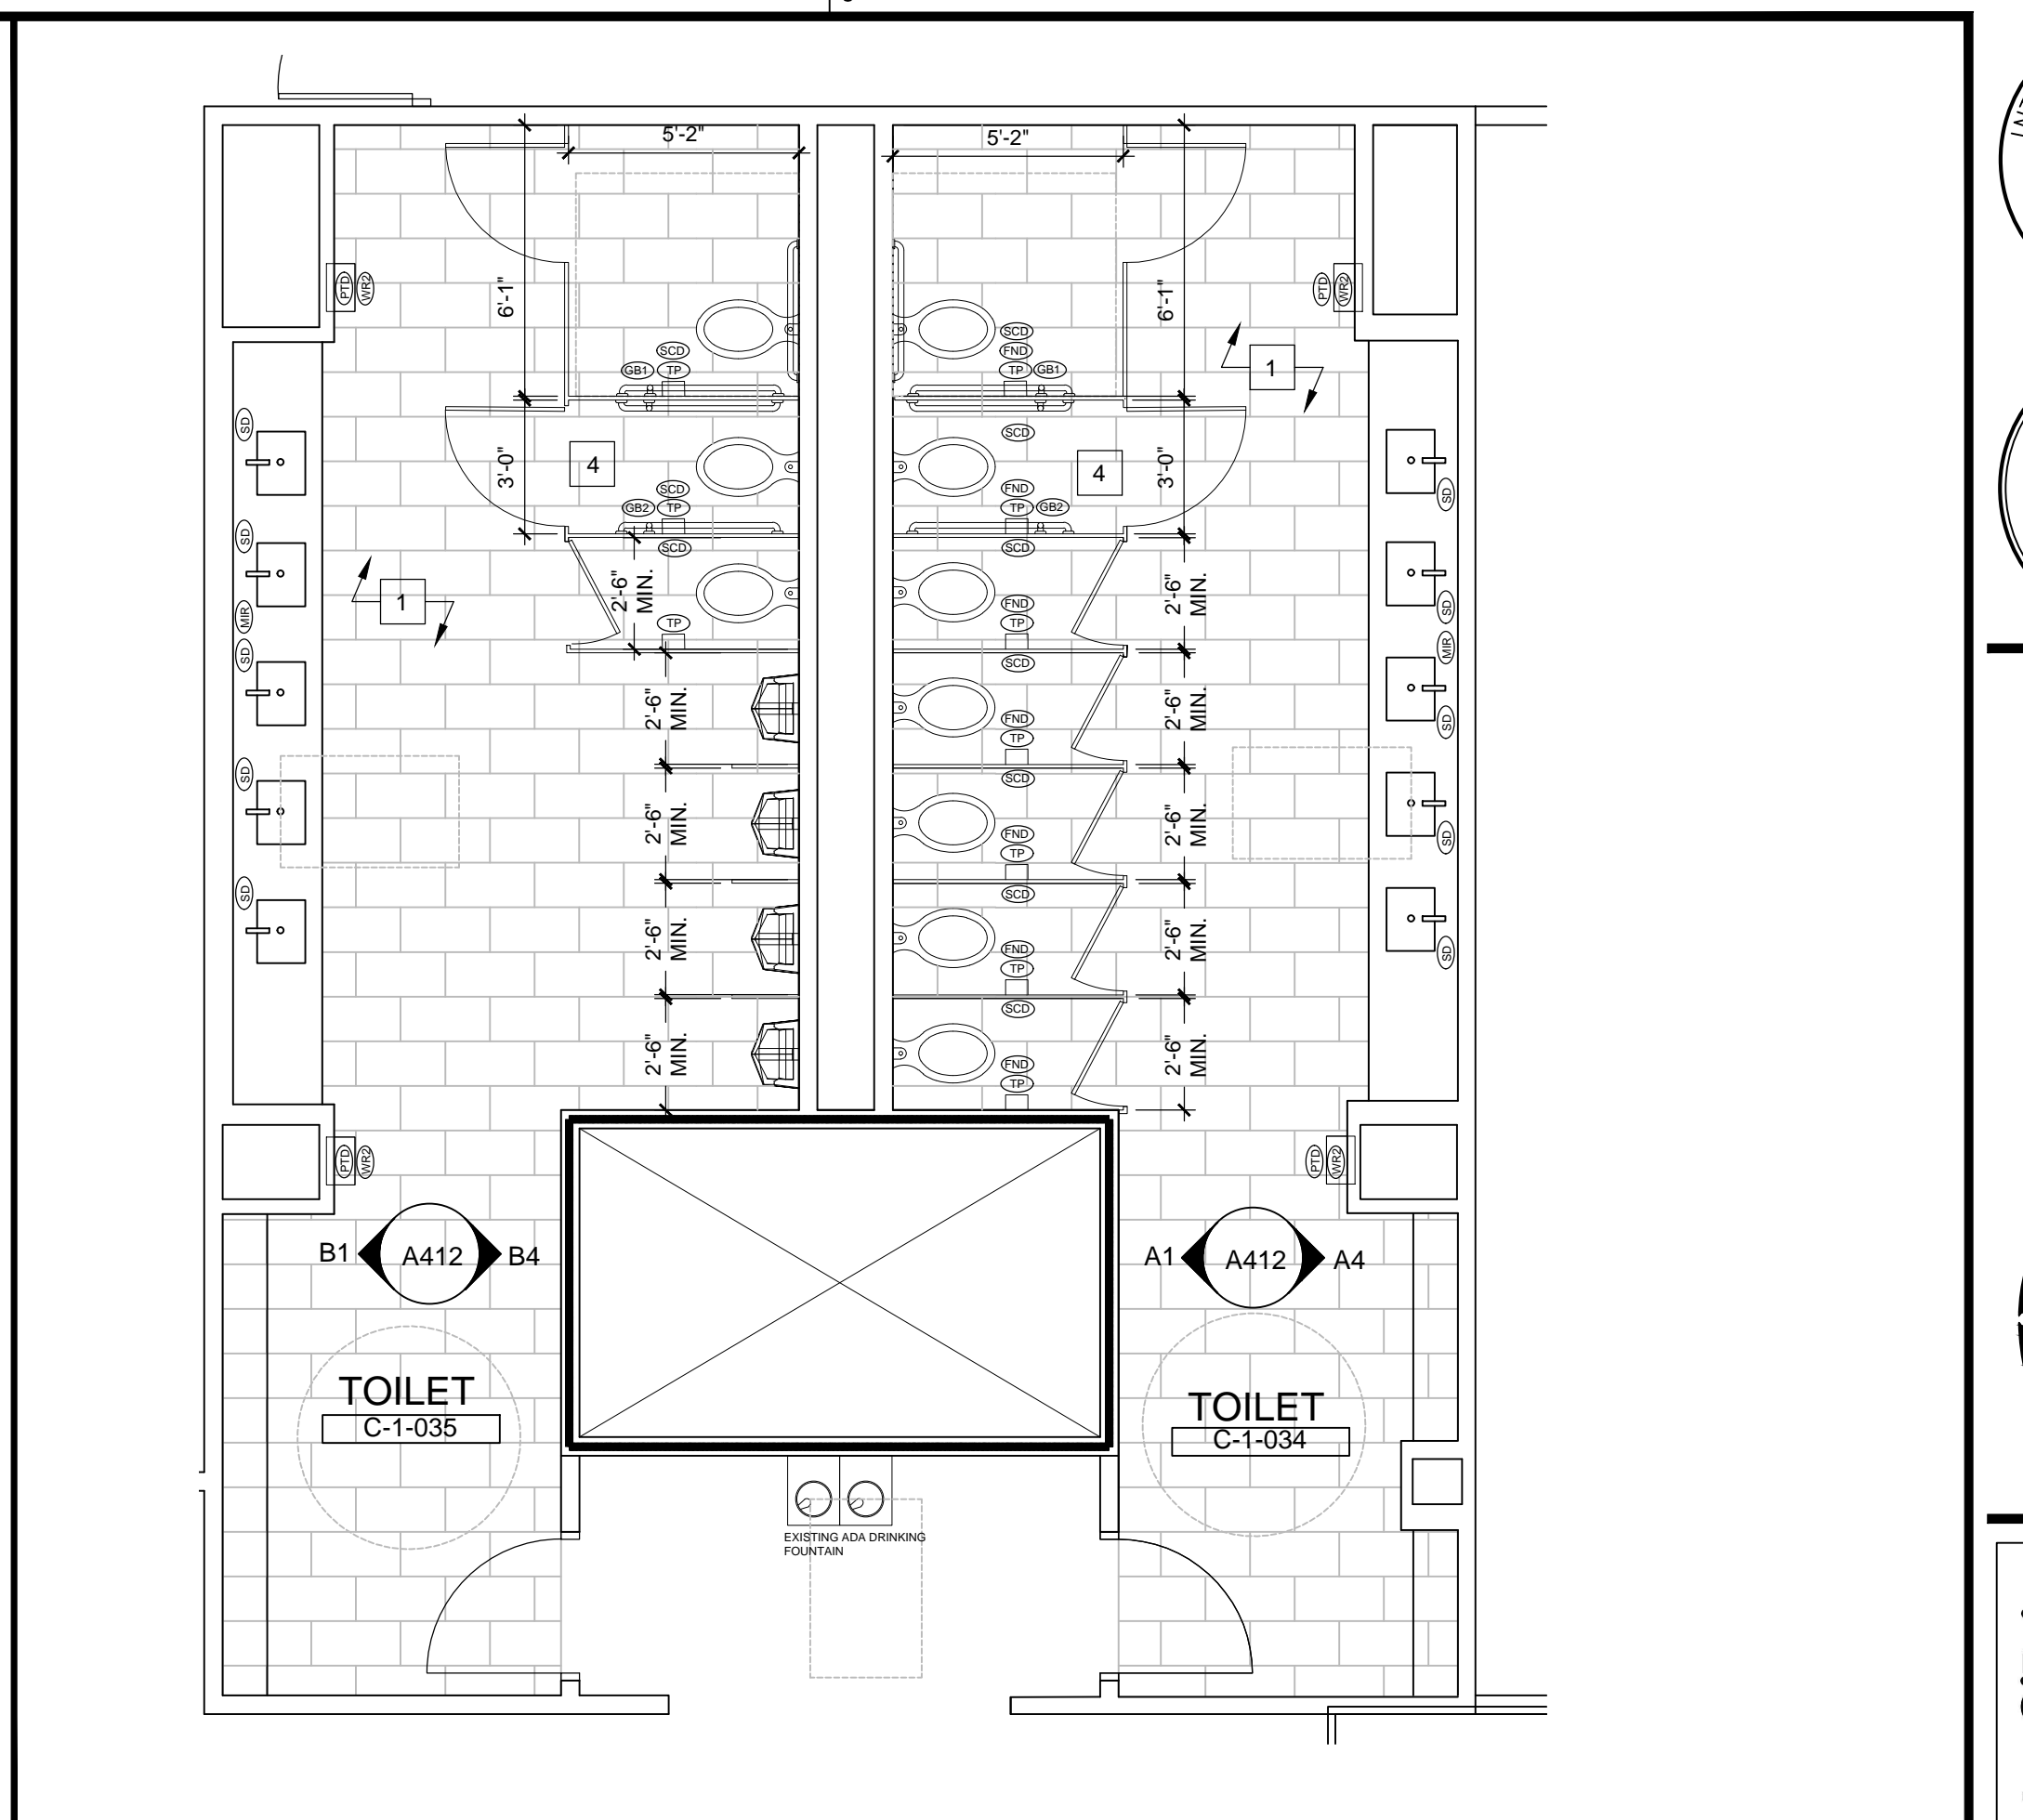 5'-2"
5'-2"
6'-1"
6'-1"
PTD
WR2
PTD
WR2
SCD
GB1
TP
SCD
FND
TP
GB1
1
SD
SD
MIR
SD
SD
SD
3'-0"
4
SCD
GB2
TP
SCD
FND
TP
GB2
4
3'-0"
SD
SD
MIR
SD
SD
SD
1
SCD
2'-6"
MIN.
TP
SCD
FND
TP
2'-6"
MIN.
2'-6"
MIN.
SCD
FND
TP
2'-6"
MIN.
2'-6"
MIN.
SCD
FND
TP
2'-6"
MIN.
2'-6"
MIN.
SCD
FND
TP
2'-6"
MIN.
2'-6"
MIN.
SCD
FND
TP
2'-6"
MIN.
PTD
WR2
PTD
WR2
B1
A412
B4
A1
A412
A4
TOILET
C-1-035
TOILET
C-1-034
EXISTING ADA DRINKING
FOUNTAIN